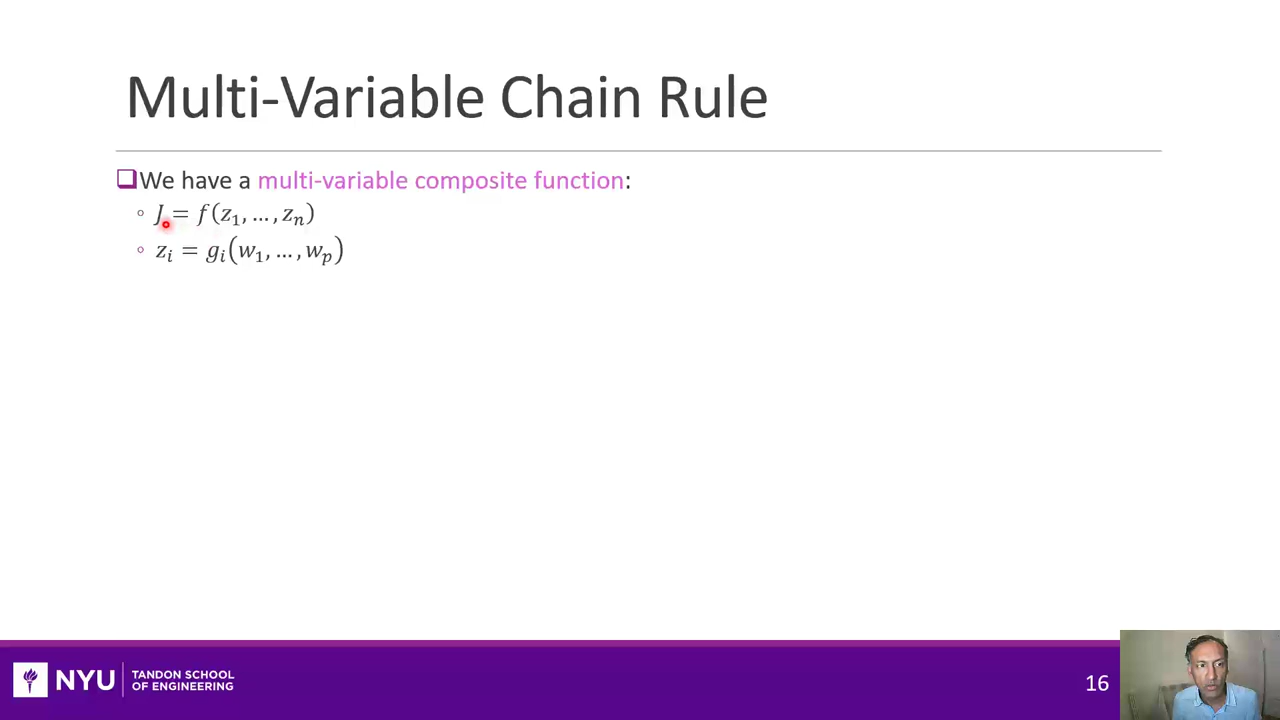 Multi-Variable Chain Rule
We have a multi-variable composite function:
J = f(z₁, …, zₙ)
zᵢ = gᵢ(w₁, …, wₚ)
NYU
TANDON SCHOOL
OF ENGINEERING
16